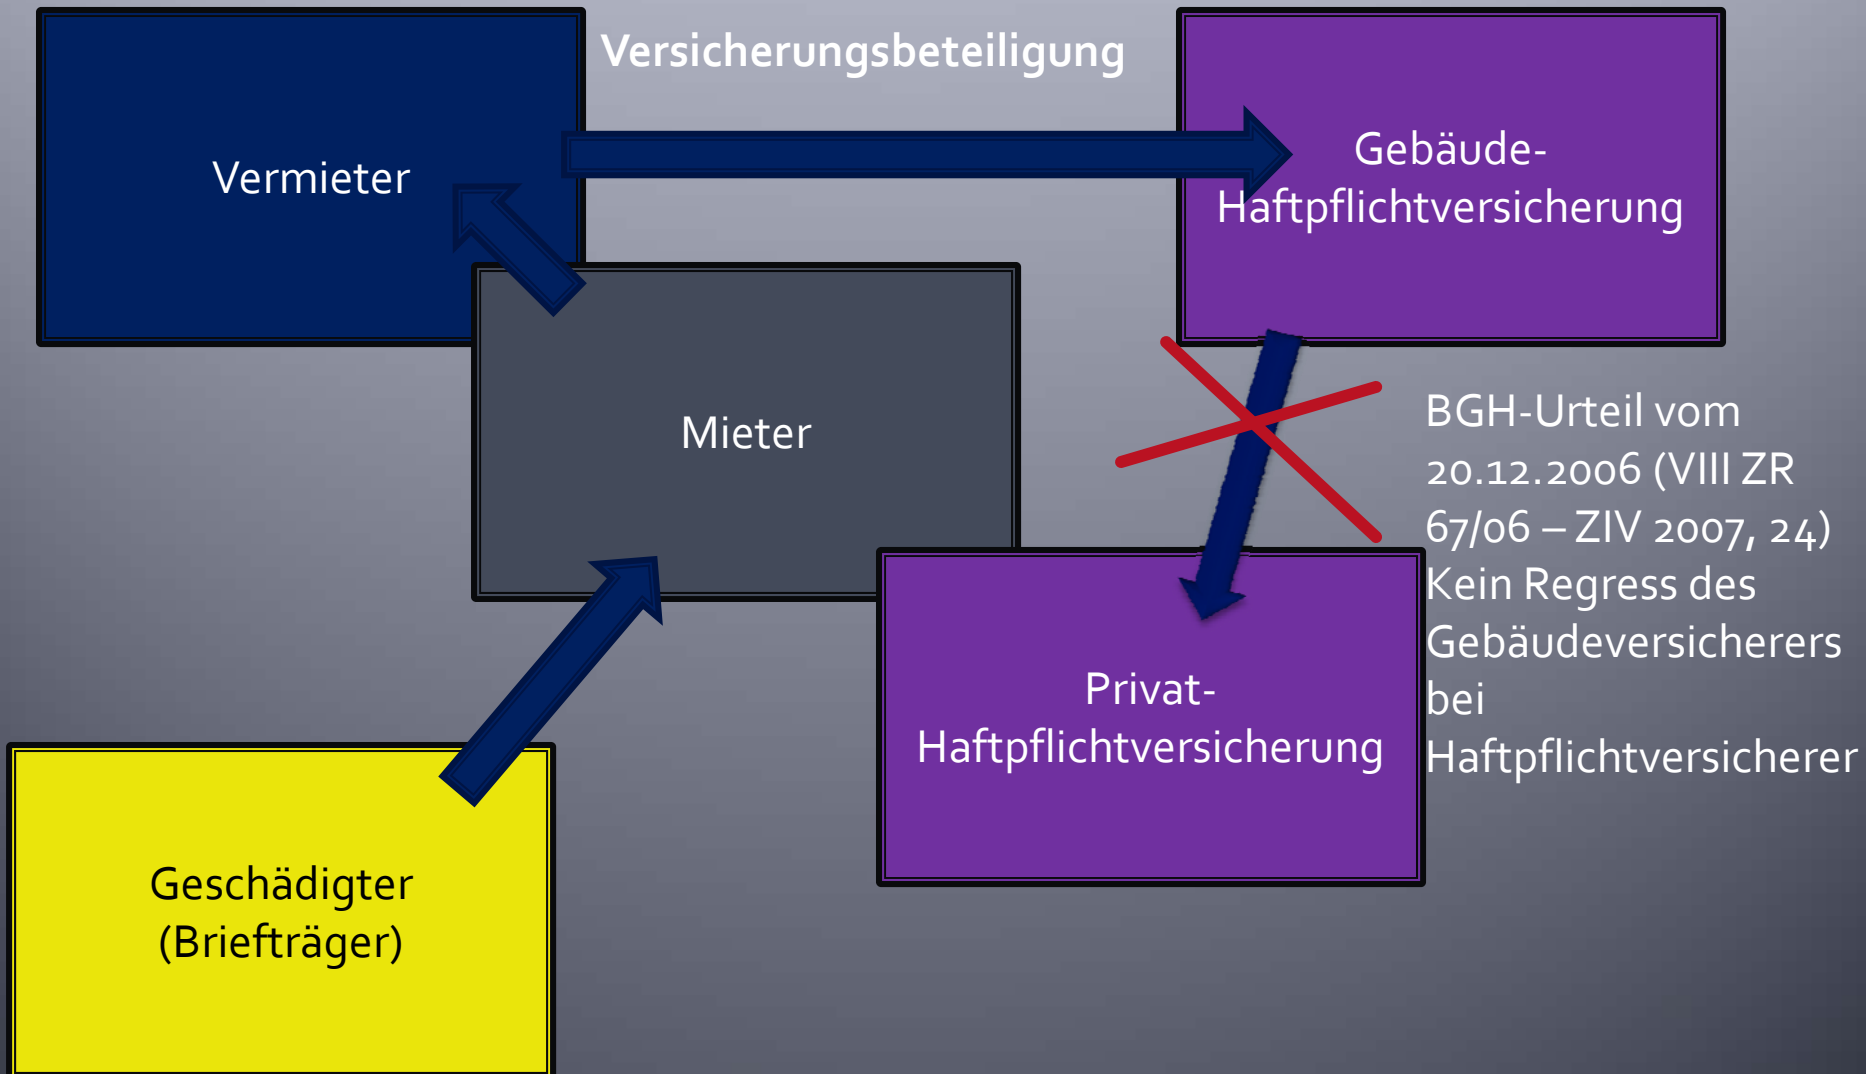 Versicherungsbeteiligung
Vermieter
Gebäude-
Haftpflichtversicherung
Mieter
BGH-Urteil vom
20.12.2006 (VIII ZR
67/06 – ZIV 2007, 24)
Kein Regress des
Gebäudeversicherers
bei
Haftpflichtversicherer
Privat-
Haftpflichtversicherung
Geschädigter
(Briefträger)